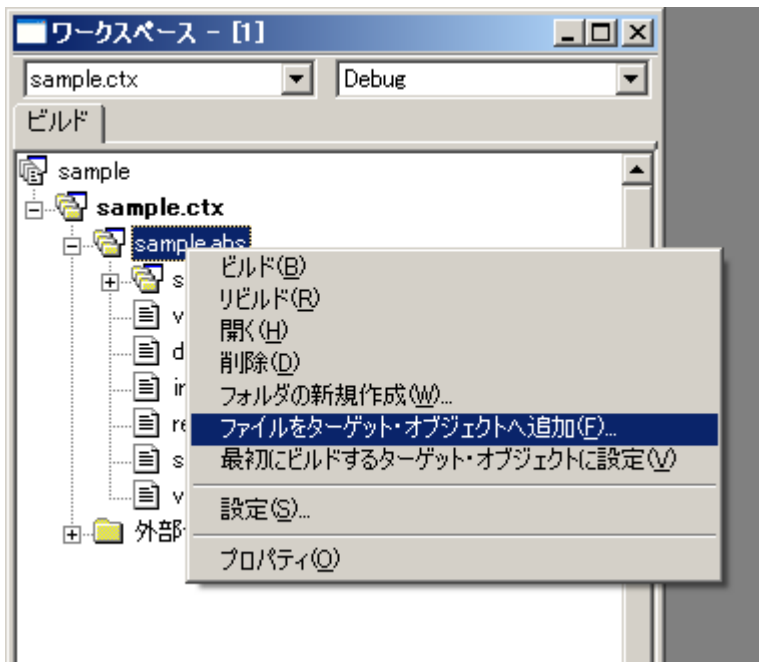 ワークスペース - [1]
sample.ctx
Debug
ビルド
sample
sample.ctx
sample.abs
s
v
d
in
re
s
v
外部
ビルド(B)
リビルド(R)
開く(H)
削除(D)
フォルダの新規作成(W)...
ファイルをターゲット・オブジェクトへ追加(F)...
最初にビルドするターゲット・オブジェクトに設定(V)
設定(S)...
プロパティ(O)